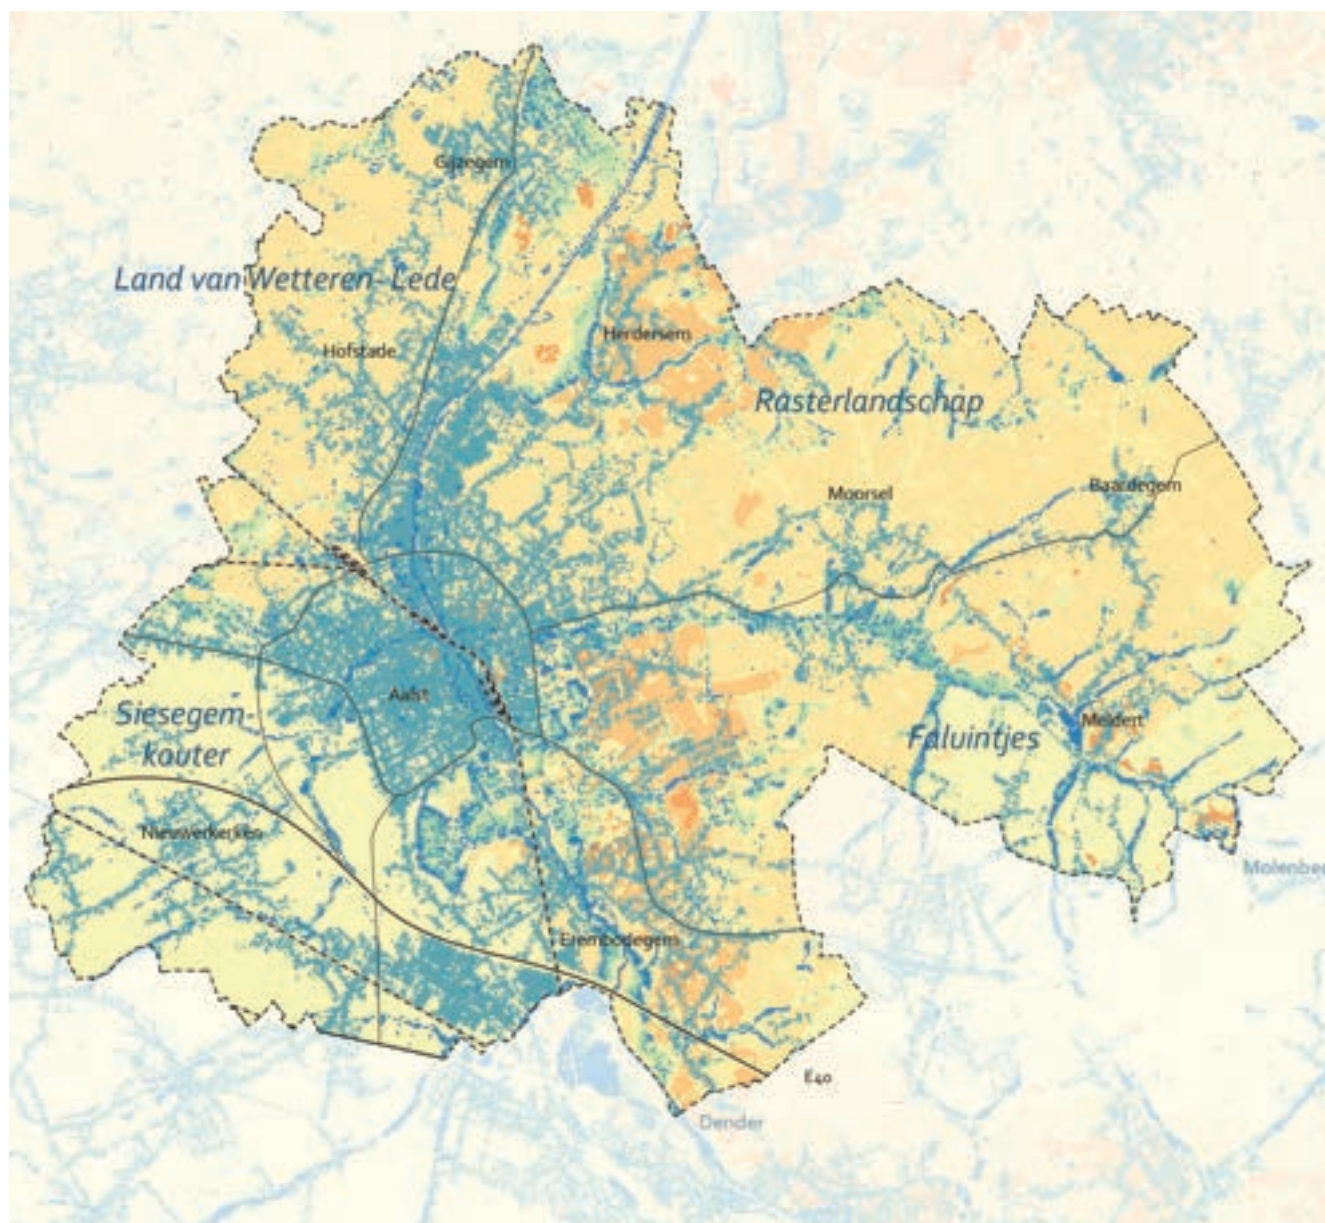 Gijzegem
Land van Wetteren-Lede
Herdersem
Hofstade
Rasterlandschap
Baardegem
Moorsel
Aalst
Siesegem-
kouter
Meldert
Faluintjes
Nieuwerkerken
Molenbee
Erembodegem
E40
Dender